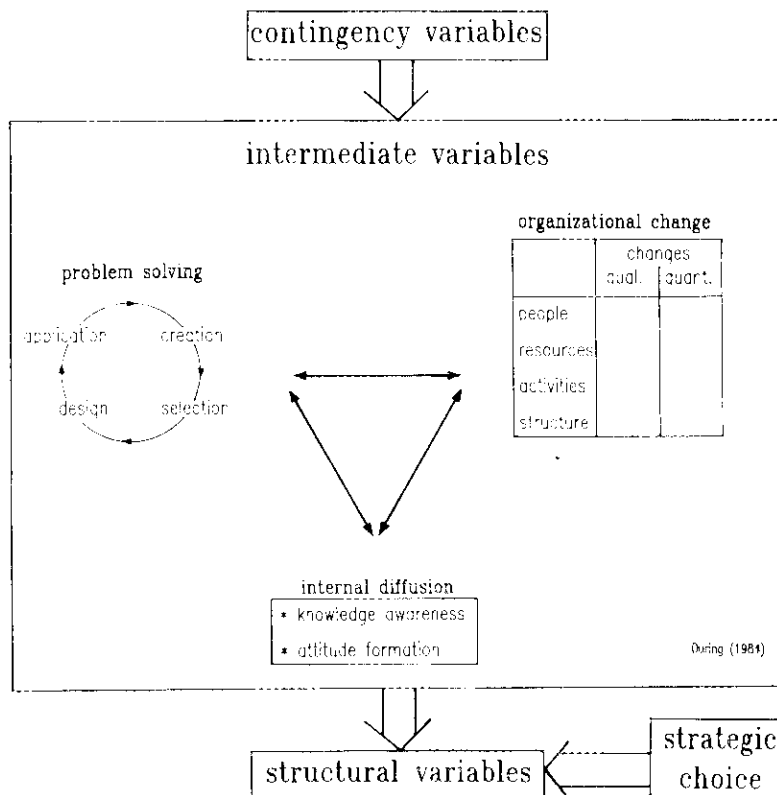 contingency variables
intermediate variables
organizational change
changes
qual. quant.
people
resources
activities
structure
problem solving
application creation
design selection
internal diffusion
* knowledge awareness
* attitude formation
During (1984)
structural variables
strategic
choice